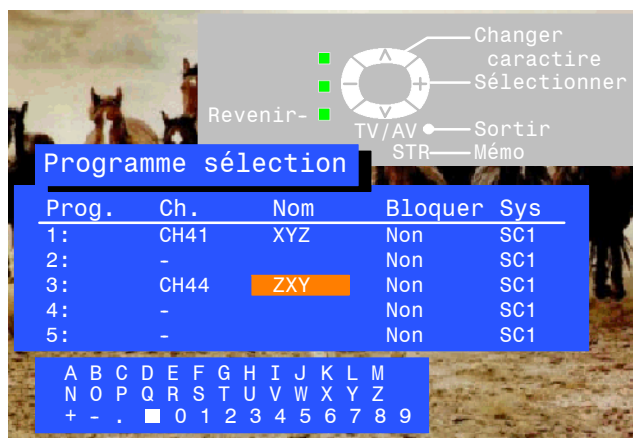 Changer
caractire
Sélectionner
Revenir-
TV/AV
Sortir
STR
Mémo
Programme sélection
Prog. Ch. Nom Bloquer Sys
1: CH41 XYZ Non SC1
2: - Non SC1
3: CH44 ZXY Non SC1
4: - Non SC1
5: - Non SC1
A B C D E F G H I J K L M
N O P Q R S T U V W X Y Z
+ - . 0 1 2 3 4 5 6 7 8 9